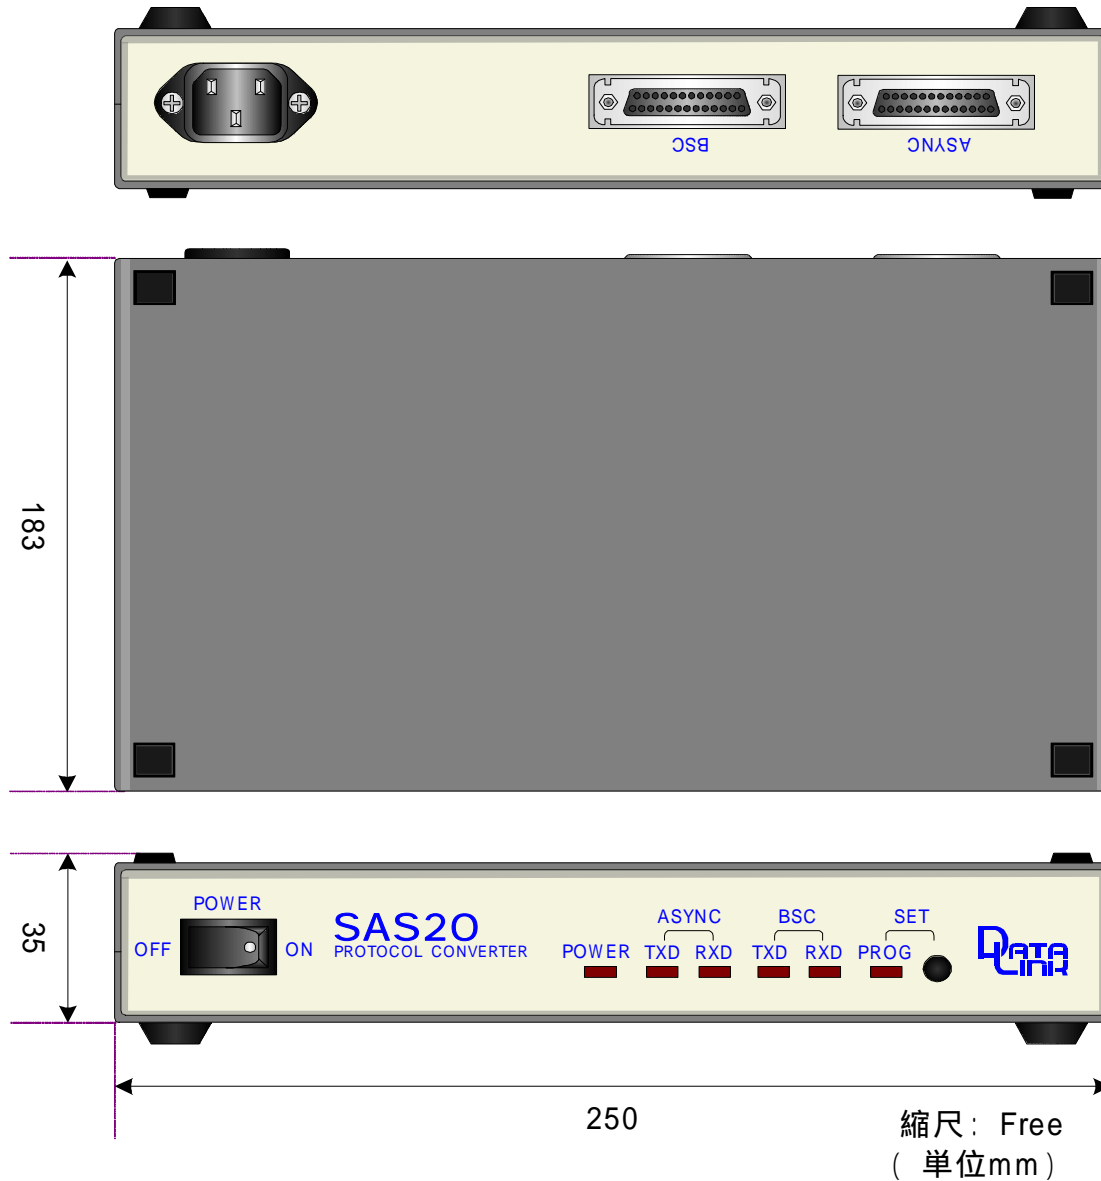 BSC
ASYNC
183
35
POWER
OFF
ON
SAS20
PROTOCOL CONVERTER
ASYNC
BSC
SET
POWER
TXD
RXD
TXD
RXD
PROG
DATA
LINK
250
縮尺: Free
( 単位mm)